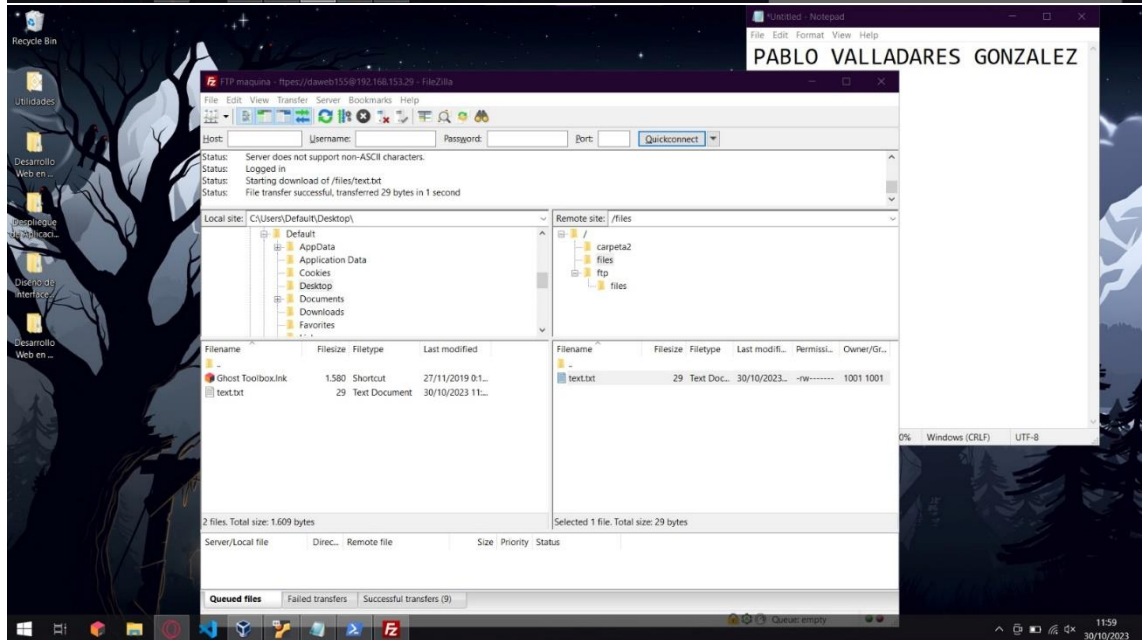 Recycle Bin
Utilidades
Desarrollo
Web en ...
Despliegue
de aplicaci...
Diseño de
interface...
Desarrollo
Web en ...
*Untitled - Notepad
File Edit Format View Help
PABLO VALLADARES GONZALEZ
0% Windows (CRLF) UTF-8
FTP maquina - ftpes://daweb155@192.168.153.29 - FileZilla
File Edit View Transfer Server Bookmarks Help
Host: Username: Password: Port: Quickconnect
Status: Server does not support non-ASCII characters.
Status: Logged in
Status: Starting download of /files/text.txt
Status: File transfer successful, transferred 29 bytes in 1 second
Local site: C:\Users\Default\Desktop\
Default
AppData
Application Data
Cookies
Desktop
Documents
Downloads
Favorites
Remote site: /files
/
carpeta2
files
ftp
files
Filename Filesize Filetype Last modified
..
Ghost Toolbox.lnk 1.580 Shortcut 27/11/2019 0:1...
text.txt 29 Text Document 30/10/2023 11:...
2 files. Total size: 1.609 bytes
Filename Filesize Filetype Last modifi... Permissi... Owner/Gr...
..
text.txt 29 Text Doc... 30/10/2023... -rw------- 1001 1001
Selected 1 file. Total size: 29 bytes
Server/Local file Direc... Remote file Size Priority Status
Queued files Failed transfers Successful transfers (9)
Queue: empty
11:59
30/10/2023